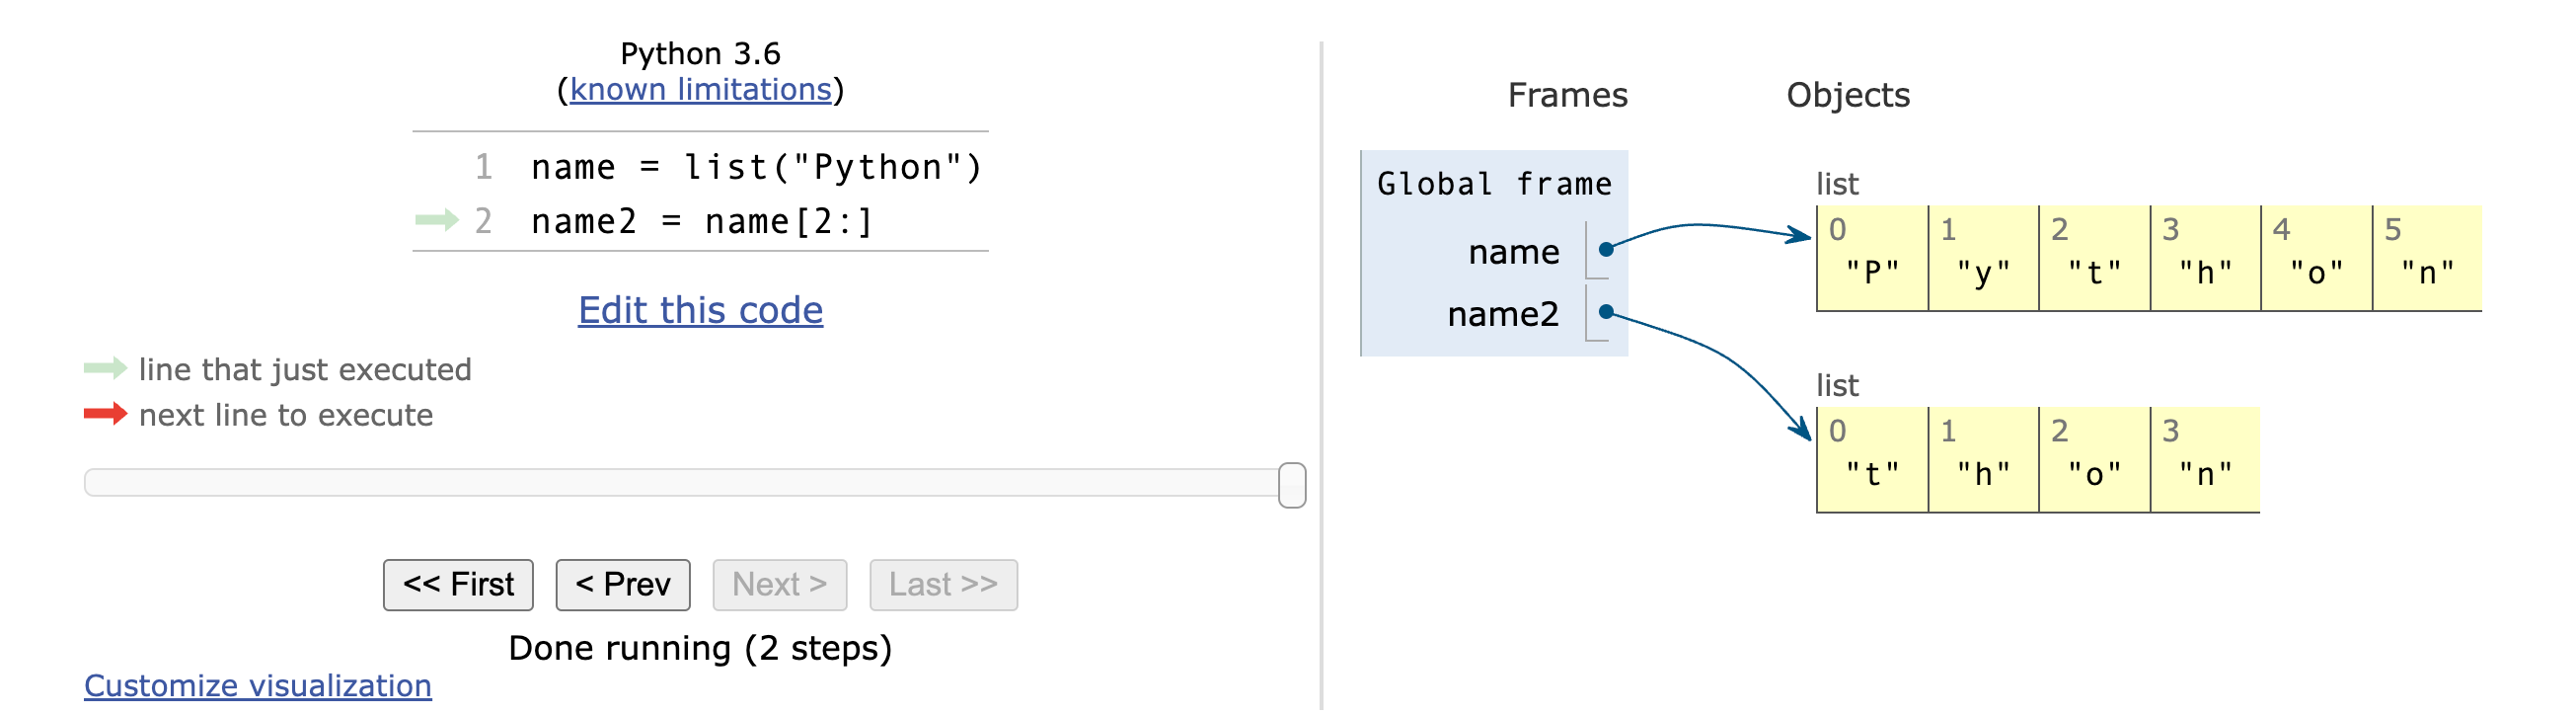 Python 3.6
(known limitations)
1 name = list("Python")
2 name2 = name[2:]
Edit this code
line that just executed
next line to execute
<< First < Prev Next > Last >>
Done running (2 steps)
Customize visualization
Frames Objects
Global frame
name
name2
list
0 1 2 3 4 5
"P" "y" "t" "h" "o" "n"
list
0 1 2 3
"t" "h" "o" "n"